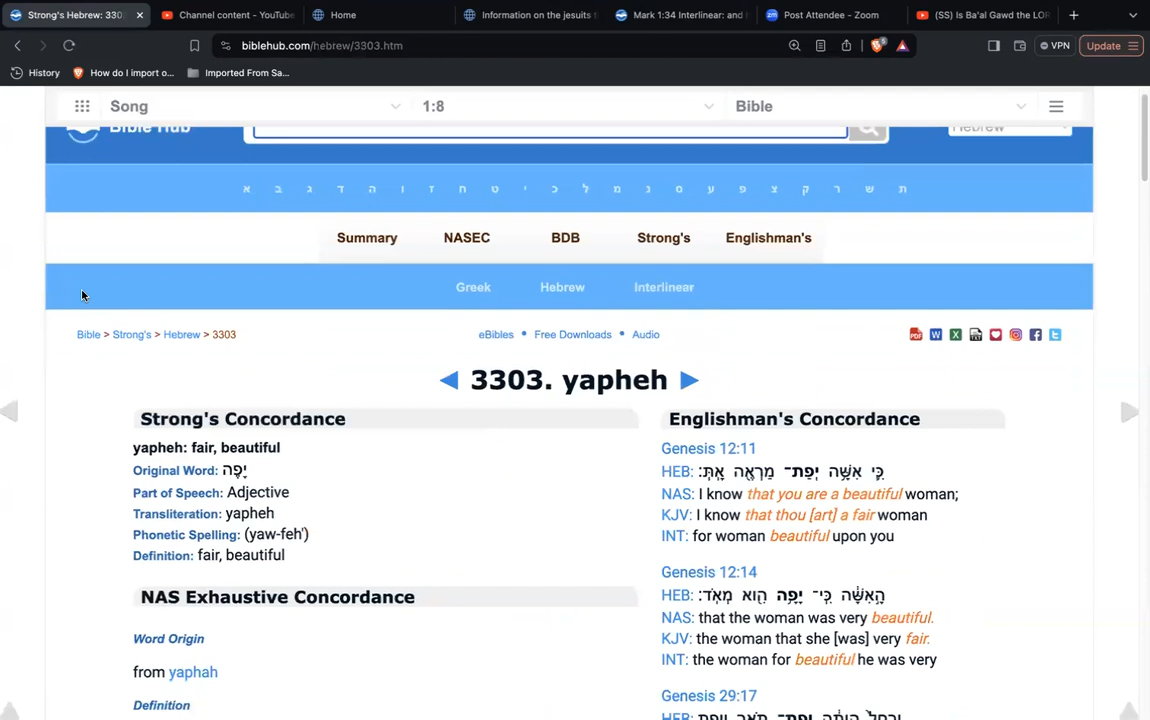 Strong's Hebrew: 330
Channel content - YouTube
Home
Information on the jesuits t
Mark 1:34 Interlinear: and
Post Attendee - Zoom
(SS) Is Ba'al Gawd the LOR
biblehub.com/hebrew/3303.htm
VPN
Update
History
How do I import o...
Imported From Sa...
Song
1:8
Bible
Bible Hub
Hebrew
א ב ג ד ה ו ז ח ט י כ ל מ נ ס ע פ צ ק ר ש ת
Summary
NASEC
BDB
Strong's
Englishman's
Greek
Hebrew
Interlinear
Bible > Strong's > Hebrew > 3303
eBibles • Free Downloads • Audio
◄ 3303. yapheh ►
Strong's Concordance
yapheh: fair, beautiful
Original Word: יָפֶה
Part of Speech: Adjective
Transliteration: yapheh
Phonetic Spelling: (yaw-feh')
Definition: fair, beautiful
NAS Exhaustive Concordance
Word Origin
from yaphah
Definition
Englishman's Concordance
Genesis 12:11
HEB: כִּ֛י אִשָּׁ֥ה יְפַת־ מַרְאֶ֖ה אָֽתְּ׃
NAS: I know that you are a beautiful woman;
KJV: I know that thou [art] a fair woman
INT: for woman beautiful upon you
Genesis 12:14
HEB: הָ֣אִשָּׁ֔ה כִּֽי־ יָפָ֥ה הִ֖וא מְאֹֽד׃
NAS: that the woman was very beautiful.
KJV: the woman that she [was] very fair.
INT: the woman for beautiful he was very
Genesis 29:17